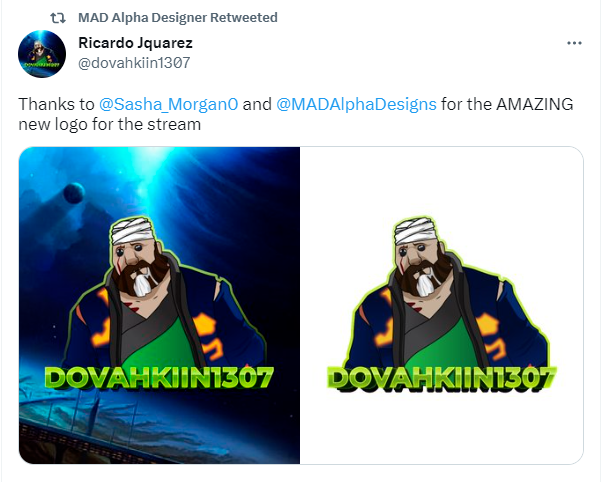 MAD Alpha Designer Retweeted
Ricardo Jquarez
@dovahkiin1307
Thanks to @Sasha_Morgan0 and @MADAlphaDesigns for the AMAZING
new logo for the stream
DOVAHKIIN1307
DOVAHKIIN1307
DOVAHKIIN1307